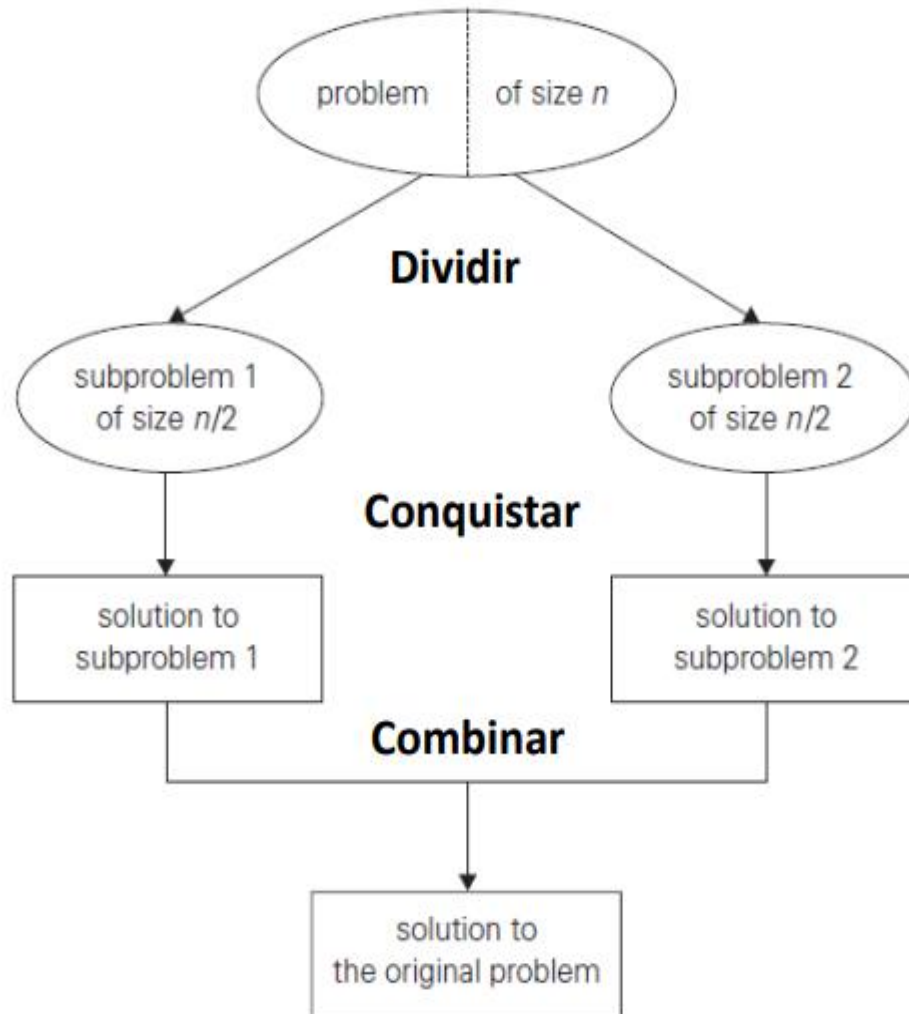 problem of size n
Dividir
subproblem 1
of size n/2
subproblem 2
of size n/2
Conquistar
solution to
subproblem 1
solution to
subproblem 2
Combinar
solution to
the original problem